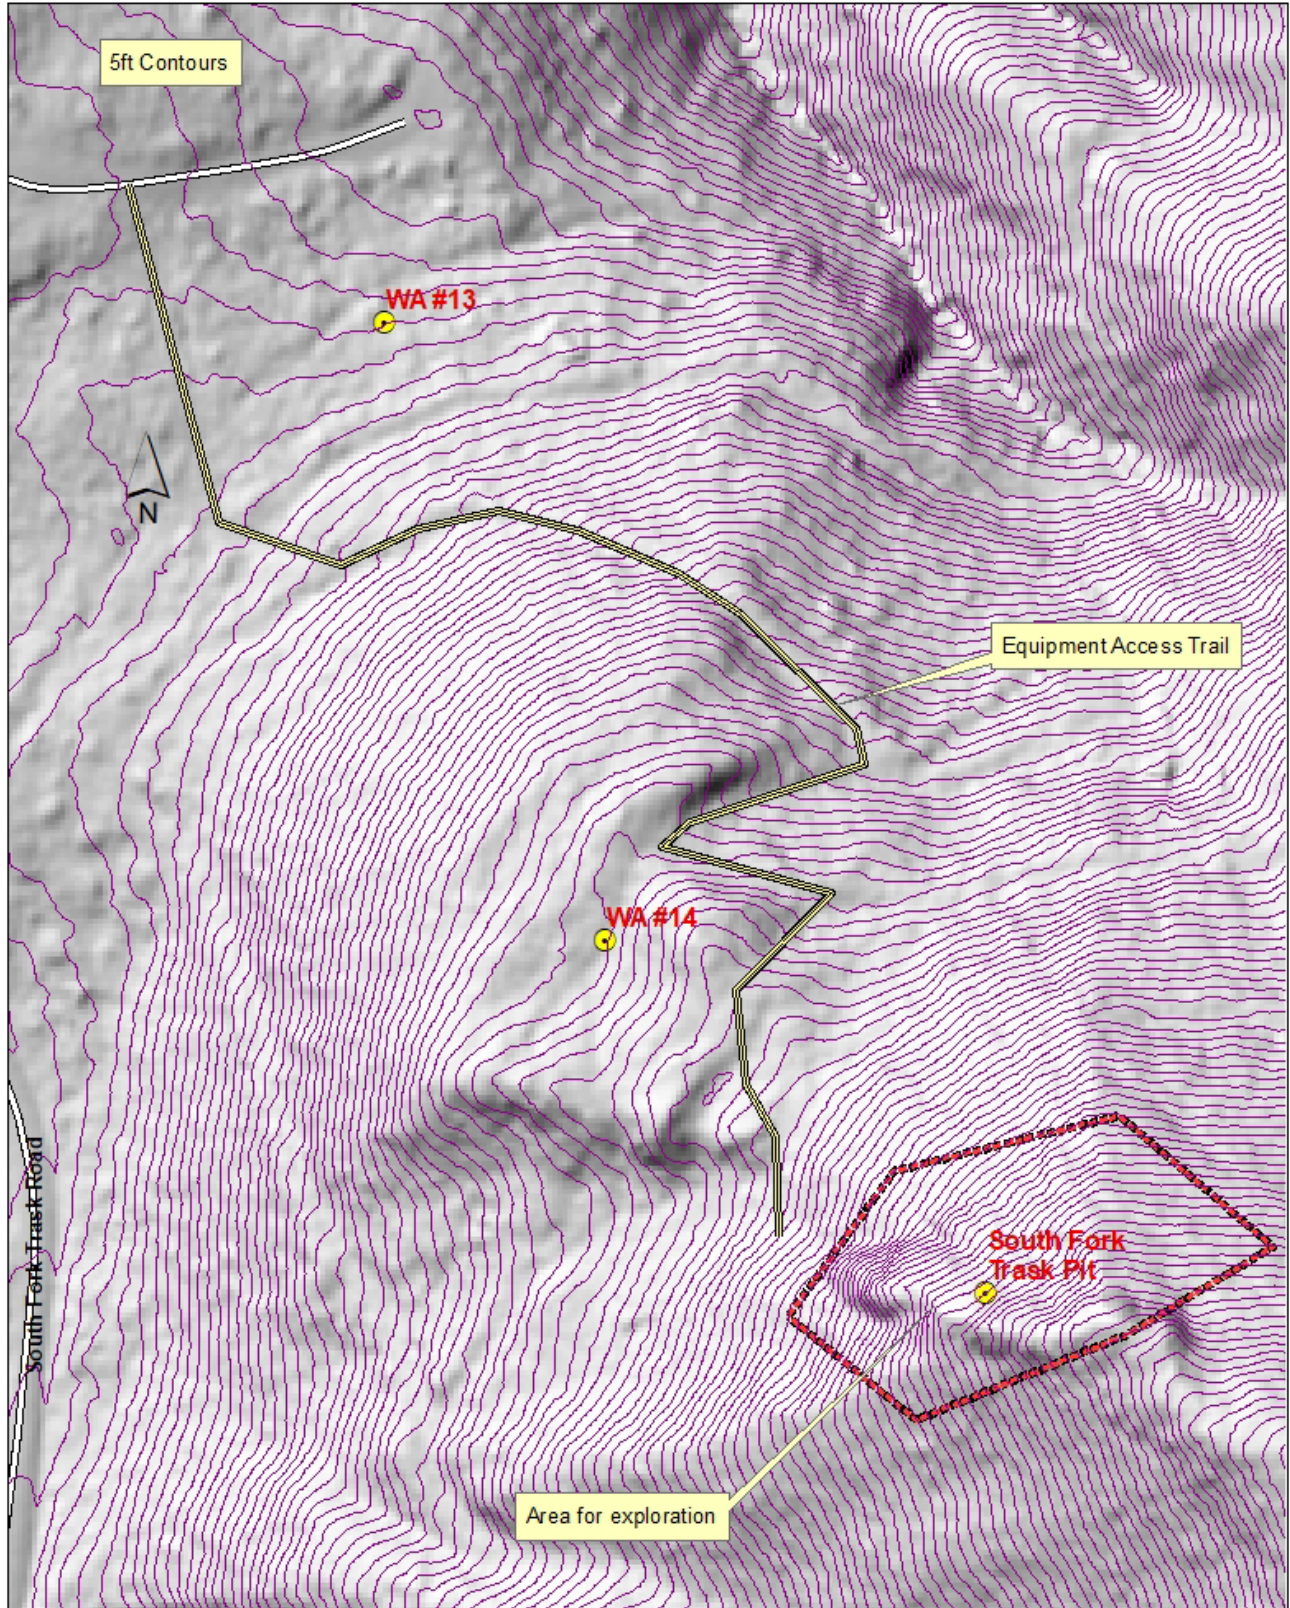 5ft Contours
WA #13
N
Equipment Access Trail
WA #14
South Fork Trask Road
South Fork
Trask Pit
Area for exploration